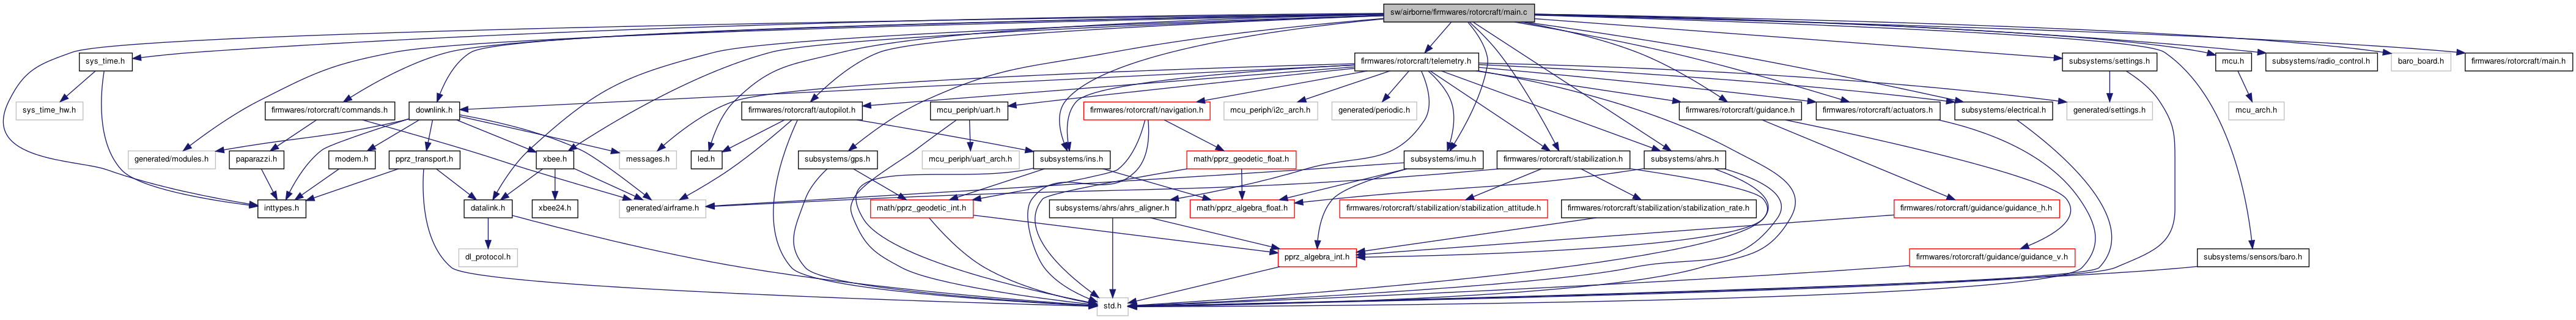 sw/airborne/firmwares/rotorcraft/main.c
sys_time.h
firmwares/rotorcraft/telemetry.h
subsystems/settings.h
mcu.h
subsystems/radio_control.h
baro_board.h
firmwares/rotorcraft/main.h
sys_time_hw.h
firmwares/rotorcraft/commands.h
downlink.h
firmwares/rotorcraft/autopilot.h
mcu_periph/uart.h
firmwares/rotorcraft/navigation.h
mcu_periph/i2c_arch.h
generated/periodic.h
firmwares/rotorcraft/guidance.h
firmwares/rotorcraft/actuators.h
subsystems/electrical.h
generated/settings.h
mcu_arch.h
generated/modules.h
paparazzi.h
modem.h
pprz_transport.h
xbee.h
messages.h
led.h
subsystems/gps.h
mcu_periph/uart_arch.h
subsystems/ins.h
math/pprz_geodetic_float.h
subsystems/imu.h
firmwares/rotorcraft/stabilization.h
subsystems/ahrs.h
inttypes.h
datalink.h
xbee24.h
generated/airframe.h
math/pprz_geodetic_int.h
subsystems/ahrs/ahrs_aligner.h
math/pprz_algebra_float.h
firmwares/rotorcraft/stabilization/stabilization_attitude.h
firmwares/rotorcraft/stabilization/stabilization_rate.h
firmwares/rotorcraft/guidance/guidance_h.h
dl_protocol.h
pprz_algebra_int.h
firmwares/rotorcraft/guidance/guidance_v.h
subsystems/sensors/baro.h
std.h